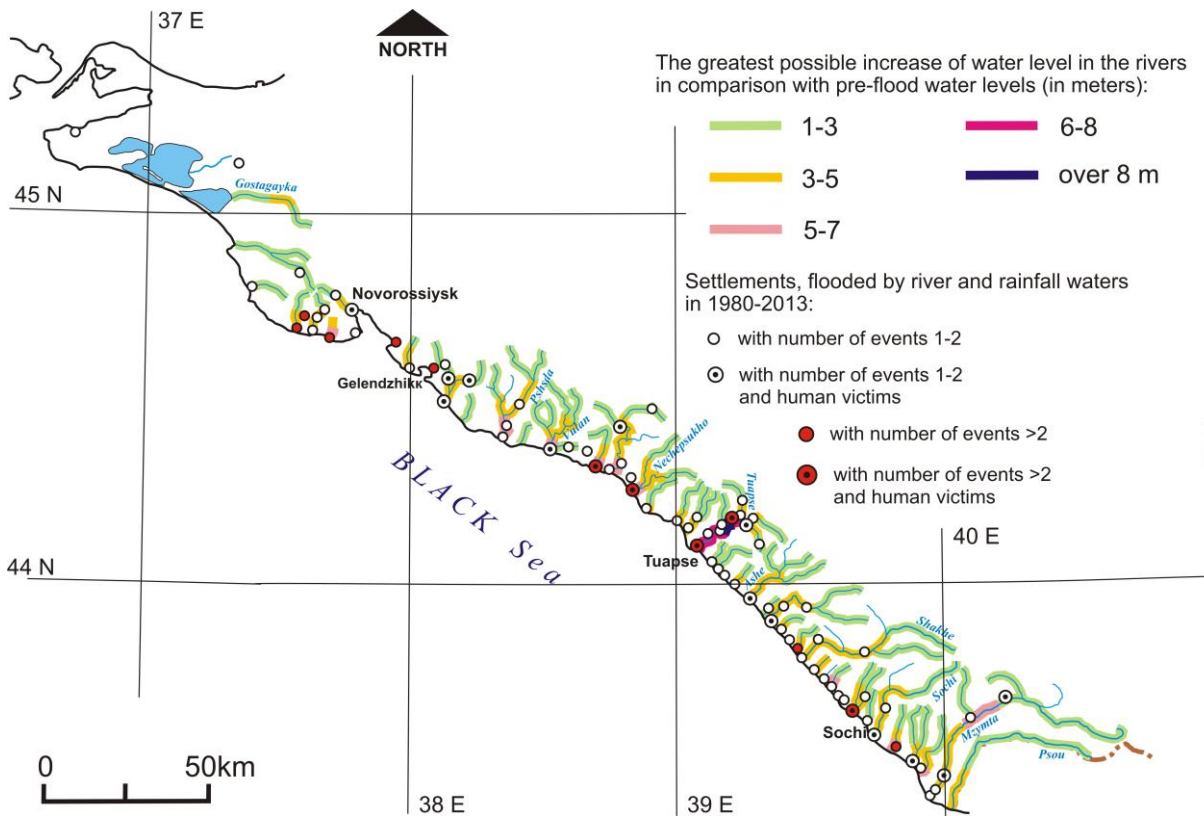 37 E
NORTH
The greatest possible increase of water level in the rivers
in comparison with pre-flood water levels (in meters):
1-3
6-8
3-5
over 8 m
5-7
Gostagayka
45 N
Settlements, flooded by river and rainfall waters
in 1980-2013:
with number of events 1-2
with number of events 1-2
and human victims
with number of events >2
with number of events >2
and human victims
Novorossiysk
Gelendzhikк
Pshsda
Vulan
Nechepsukho
Tuapse
BLACK Sea
40 E
Tuapse
44 N
Ashe
Shakhe
Sochi
Sochi
Mzymta
Psou
0
50km
38 E
39 E